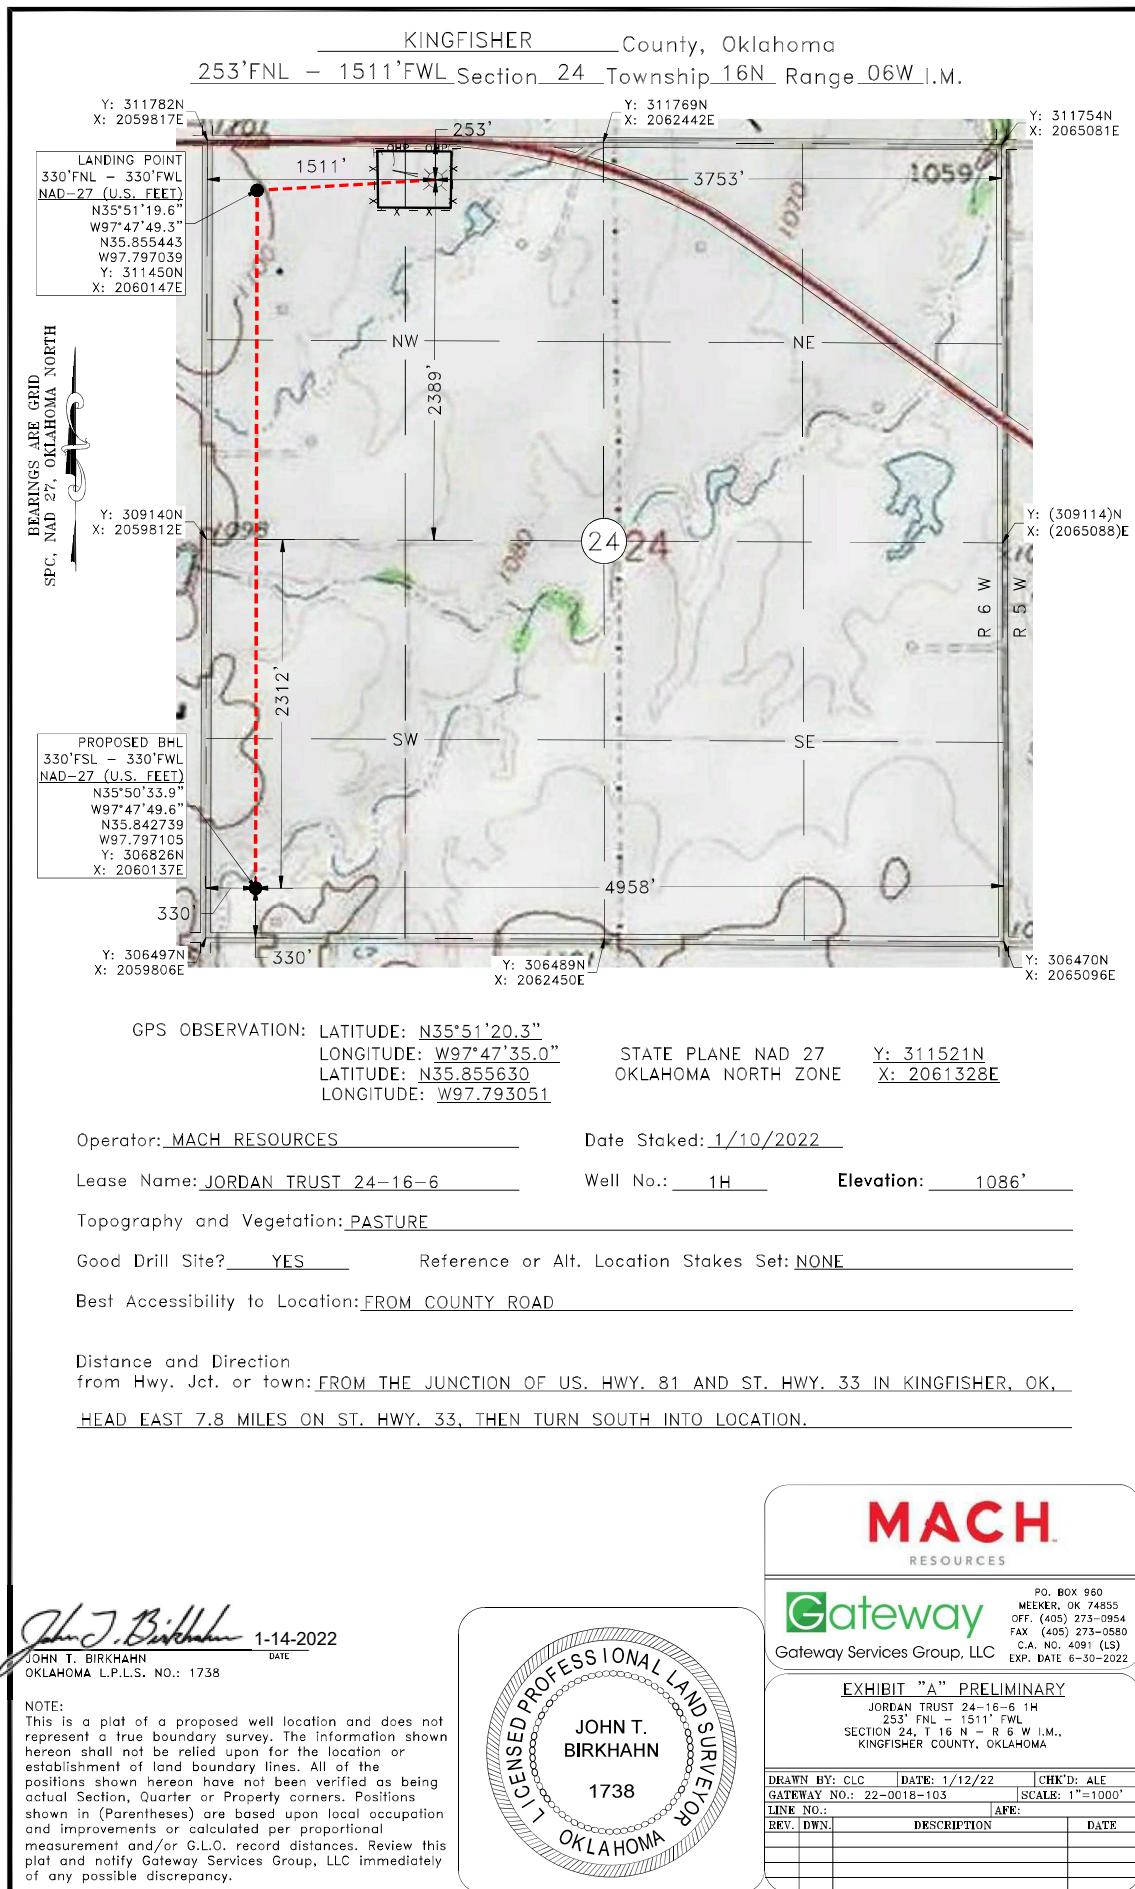 KINGFISHER County, Oklahoma
253'FNL - 1511'FWL Section 24 Township 16N Range 06W I.M.
Y: 311782N
X: 2059817E
Y: 311769N
X: 2062442E
Y: 311754N
X: 2065081E
LANDING POINT
330'FNL - 330'FWL
NAD-27 (U.S. FEET)
N35°51'19.6"
W97°47'49.3"
N35.855443
W97.797039
Y: 311450N
X: 2060147E
253'
1511'
OHP OHP
3753'
1059
1070
NW
NE
2389'
BEARINGS ARE GRID
SPC, NAD 27, OKLAHOMA NORTH
Y: 309140N
X: 2059812E
1098
1080
24 24
Y: (309114)N
X: (2065088)E
R 6 W
R 5 W
2312'
SW
SE
PROPOSED BHL
330'FSL - 330'FWL
NAD-27 (U.S. FEET)
N35°50'33.9"
W97°47'49.6"
N35.842739
W97.797105
Y: 306826N
X: 2060137E
4958'
330'
330'
Y: 306497N
X: 2059806E
Y: 306489N
X: 2062450E
Y: 306470N
X: 2065096E
GPS OBSERVATION: LATITUDE: N35°51'20.3"
LONGITUDE: W97°47'35.0" STATE PLANE NAD 27 Y: 311521N
LATITUDE: N35.855630 OKLAHOMA NORTH ZONE X: 2061328E
LONGITUDE: W97.793051
Operator: MACH RESOURCES Date Staked: 1/10/2022
Lease Name: JORDAN TRUST 24-16-6 Well No.: 1H Elevation: 1086'
Topography and Vegetation: PASTURE
Good Drill Site? YES Reference or Alt. Location Stakes Set: NONE
Best Accessibility to Location: FROM COUNTY ROAD
Distance and Direction
from Hwy. Jct. or town: FROM THE JUNCTION OF US. HWY. 81 AND ST. HWY. 33 IN KINGFISHER, OK,
HEAD EAST 7.8 MILES ON ST. HWY. 33, THEN TURN SOUTH INTO LOCATION.
John T. Birkhahn 1-14-2022
JOHN T. BIRKHAHN DATE
OKLAHOMA L.P.L.S. NO.: 1738
NOTE:
This is a plat of a proposed well location and does not
represent a true boundary survey. The information shown
hereon shall not be relied upon for the location or
establishment of land boundary lines. All of the
positions shown hereon have not been verified as being
actual Section, Quarter or Property corners. Positions
shown in (Parentheses) are based upon local occupation
and improvements or calculated per proportional
measurement and/or G.L.O. record distances. Review this
plat and notify Gateway Services Group, LLC immediately
of any possible discrepancy.
LICENSED PROFESSIONAL LAND SURVEYOR
JOHN T.
BIRKHAHN
1738
OKLAHOMA
MACH
RESOURCES
Gateway
Gateway Services Group, LLC
PO. BOX 960
MEEKER, OK 74855
OFF. (405) 273-0954
FAX (405) 273-0580
C.A. NO. 4091 (LS)
EXP. DATE 6-30-2022
EXHIBIT "A" PRELIMINARY
JORDAN TRUST 24-16-6 1H
253' FNL - 1511' FWL
SECTION 24, T 16 N - R 6 W I.M.,
KINGFISHER COUNTY, OKLAHOMA
DRAWN BY: CLC DATE: 1/12/22 CHK'D: ALE
GATEWAY NO.: 22-0018-103 SCALE: 1"=1000'
LINE NO.: AFE:
REV. DWN. DESCRIPTION DATE